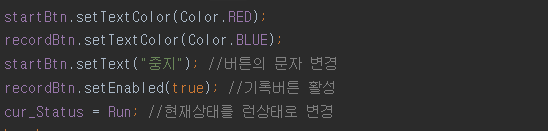 startBtn.setTextColor(Color.RED);
recordBtn.setTextColor(Color.BLUE);
startBtn.setText("중지"); //버튼의 문자 변경
recordBtn.setEnabled(true); //기록버튼 활성
cur_Status = Run; //현재상태를 런상태로 변경